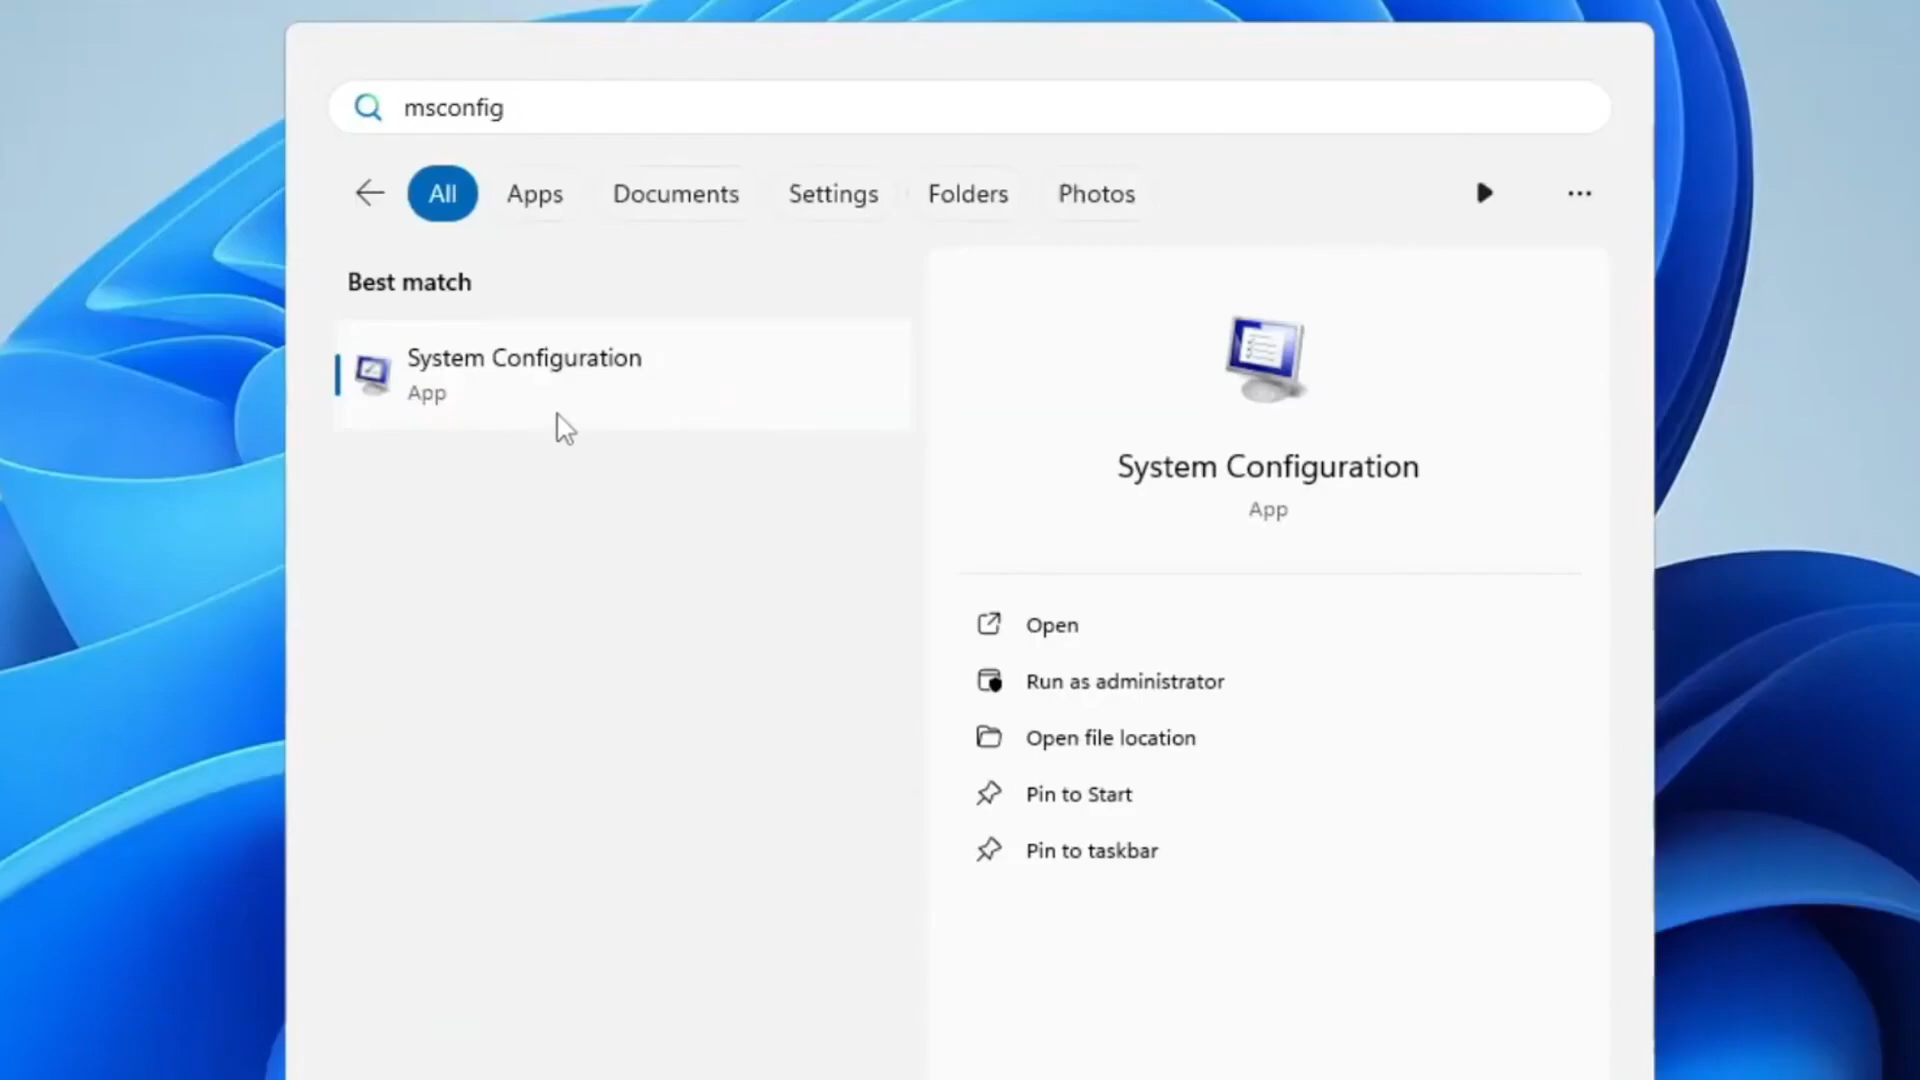 msconfig
All Apps Documents Settings Folders Photos
Best match
System Configuration
App
System Configuration
App
Open
Run as administrator
Open file location
Pin to Start
Pin to taskbar